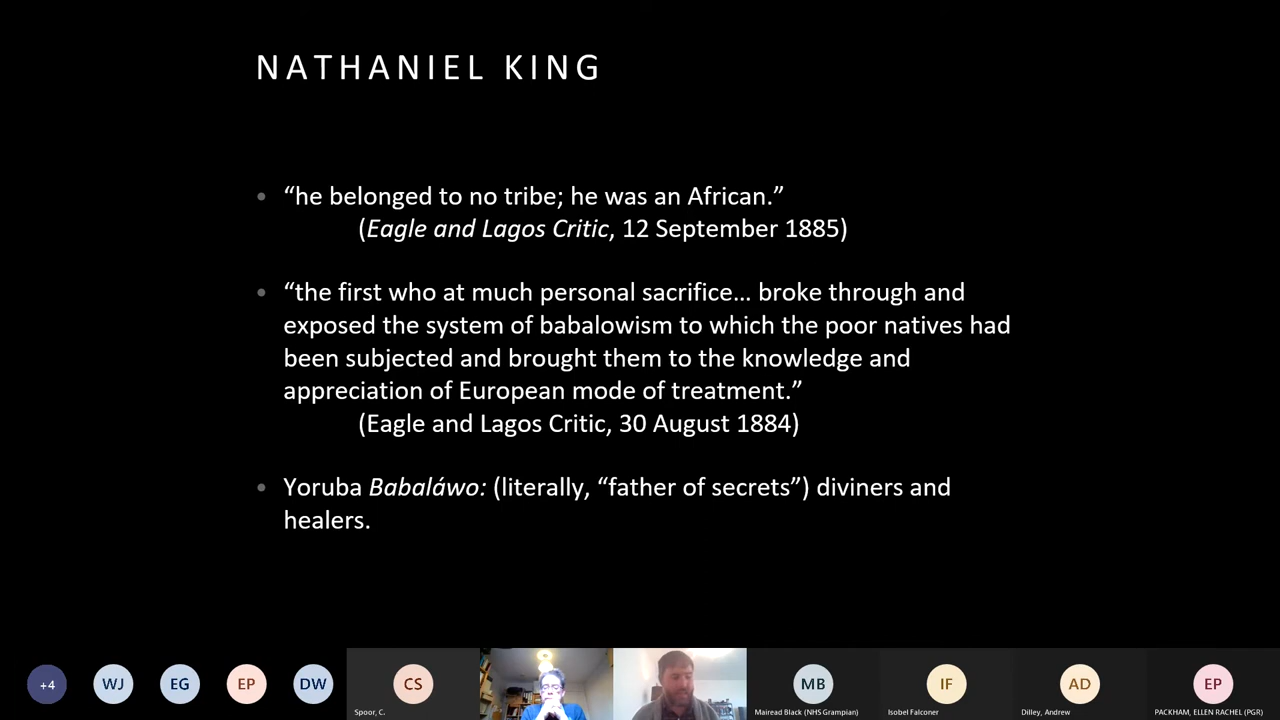 NATHANIEL KING
• “he belonged to no tribe; he was an African.”
(Eagle and Lagos Critic, 12 September 1885)
• “the first who at much personal sacrifice… broke through and
exposed the system of babalowism to which the poor natives had
been subjected and brought them to the knowledge and
appreciation of European mode of treatment.”
(Eagle and Lagos Critic, 30 August 1884)
• Yoruba Babaláwo: (literally, “father of secrets”) diviners and
healers.
+4 WJ EG EP DW CS MB IF AD EP
Spoor, C. Mairead Black (NHS Grampian) Isobel Falconer Dilley, Andrew PACKHAM, ELLEN RACHEL (PGR)